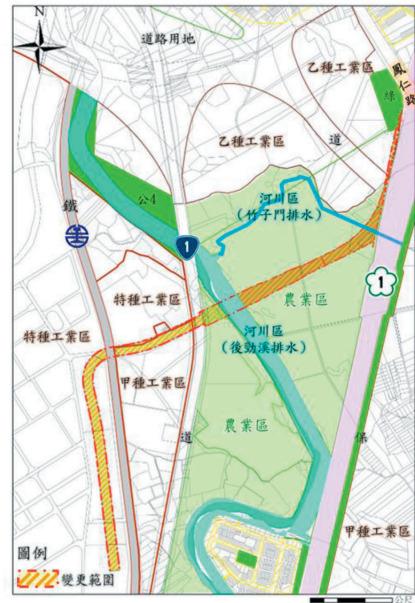 N
道路用地
乙種工業區
鳳仁路
綠
乙種工業區
道
公4
河川區
(竹子門排水)
鐵
1
1
特種工業區
農業區
特種工業區
河川區
(後勁溪排水)
甲種工業區
農業區
道
保
甲種工業區
圖例
變更範圍
公尺